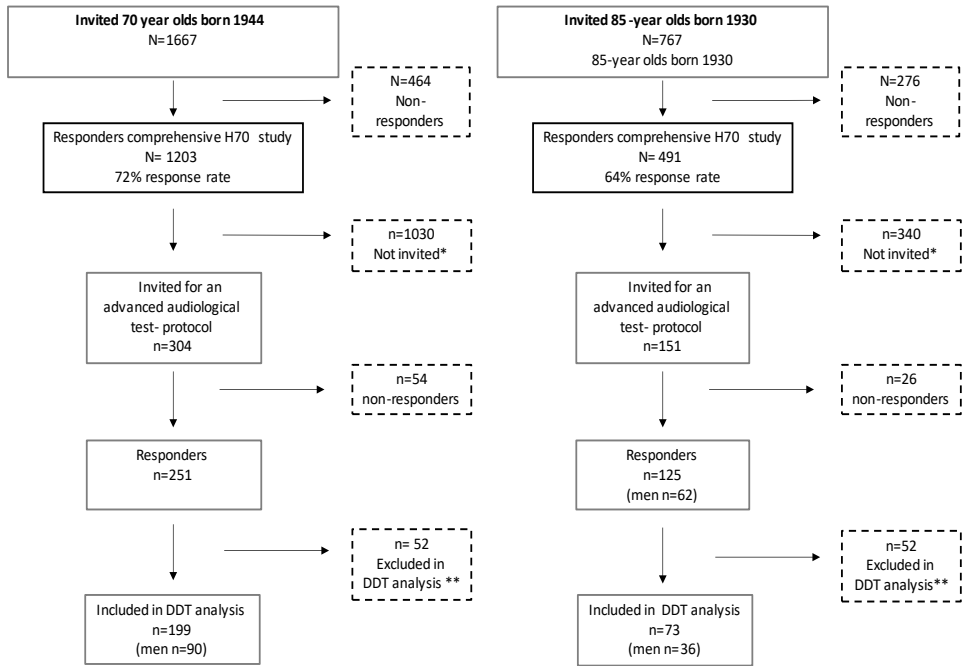 Invited 70 year olds born 1944
N=1667
N=464
Non-
responders
Responders comprehensive H70 study
N= 1203
72% response rate
n=1030
Not invited*
Invited for an
advanced audiological
test- protocol
n=304
n=54
non-responders
Responders
n=251
n= 52
Excluded in
DDT analysis **
Included in DDT analysis
n=199
(men n=90)
Invited 85 -year olds born 1930
N=767
85-year olds born 1930
N=276
Non-
responders
Responders comprehensive H70 study
N= 491
64% response rate
n=340
Not invited*
Invited for an
advanced audiological
test-protocol
n=151
n=26
non-responders
Responders
n=125
(men n=62)
n=52
Excluded in
DDT analysis**
Included in DDT analysis
n=73
(men n=36)